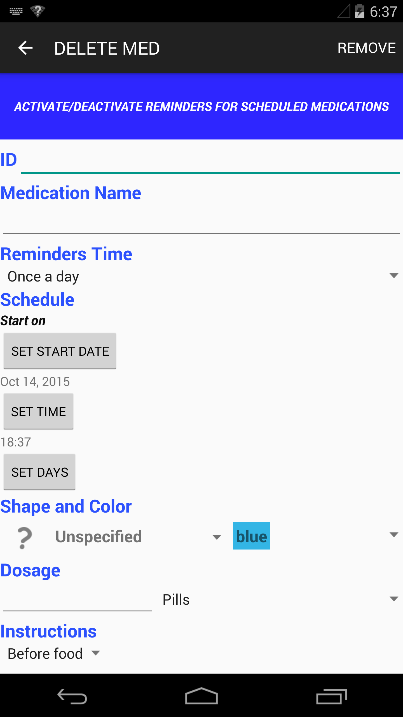 6:37
DELETE MED
REMOVE
ACTIVATE/DEACTIVATE REMINDERS FOR SCHEDULED MEDICATIONS
ID
Medication Name
Reminders Time
Once a day
Schedule
Start on
SET START DATE
Oct 14, 2015
SET TIME
18:37
SET DAYS
Shape and Color
? Unspecified blue
Dosage
Pills
Instructions
Before food